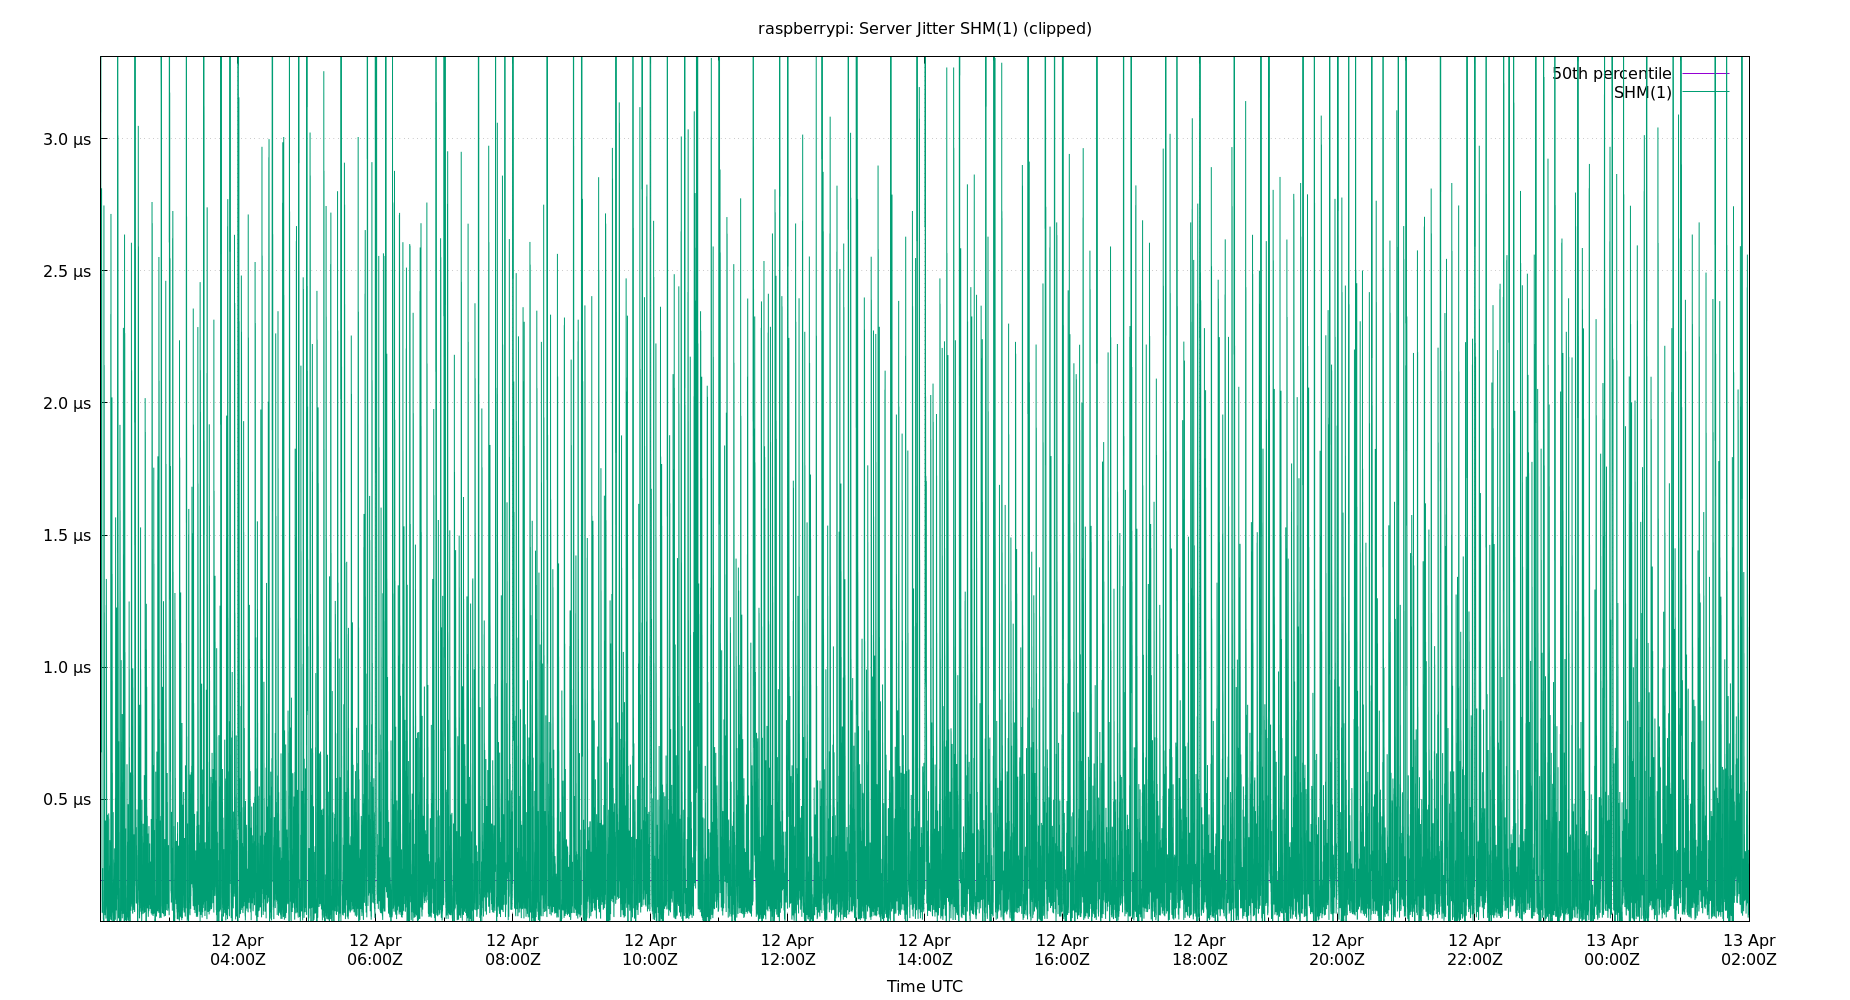 raspberrypi: Server Jitter SHM(1) (clipped)
50th percentile
SHM(1)
3.0 µs
2.5 µs
2.0 µs
1.5 µs
1.0 µs
0.5 µs
12 Apr 12 Apr 12 Apr 12 Apr 12 Apr 12 Apr 12 Apr 12 Apr 12 Apr 12 Apr 13 Apr 13 Apr
04:00Z 06:00Z 08:00Z 10:00Z 12:00Z 14:00Z 16:00Z 18:00Z 20:00Z 22:00Z 00:00Z 02:00Z
Time UTC